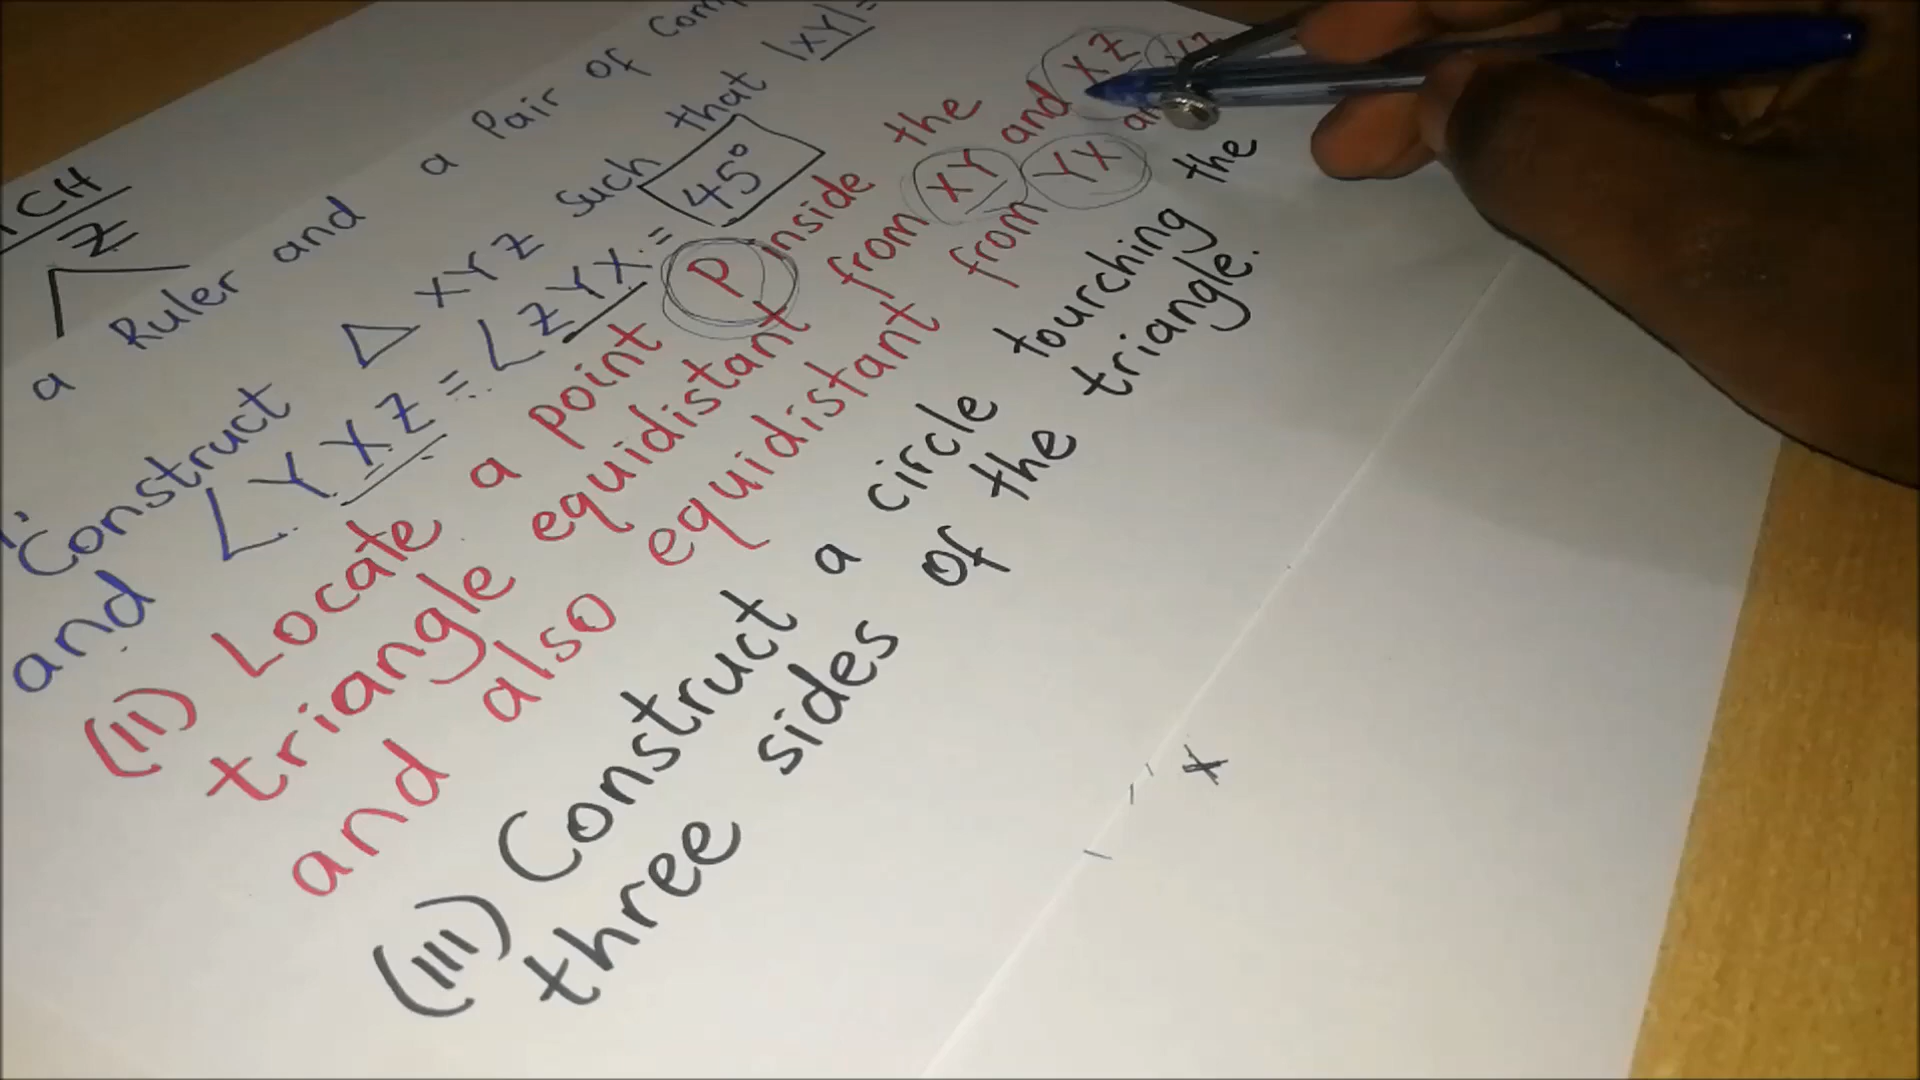 Z
a Ruler and a Pair of
Construct △ XYZ such that |XY|=
and ∠YXZ = ∠ZYX = 45°
(ii) Locate a point P inside the
triangle equidistant from XY and XZ
and also equidistant from YX
(iii) Construct a circle tourching the
three sides of the triangle.
X